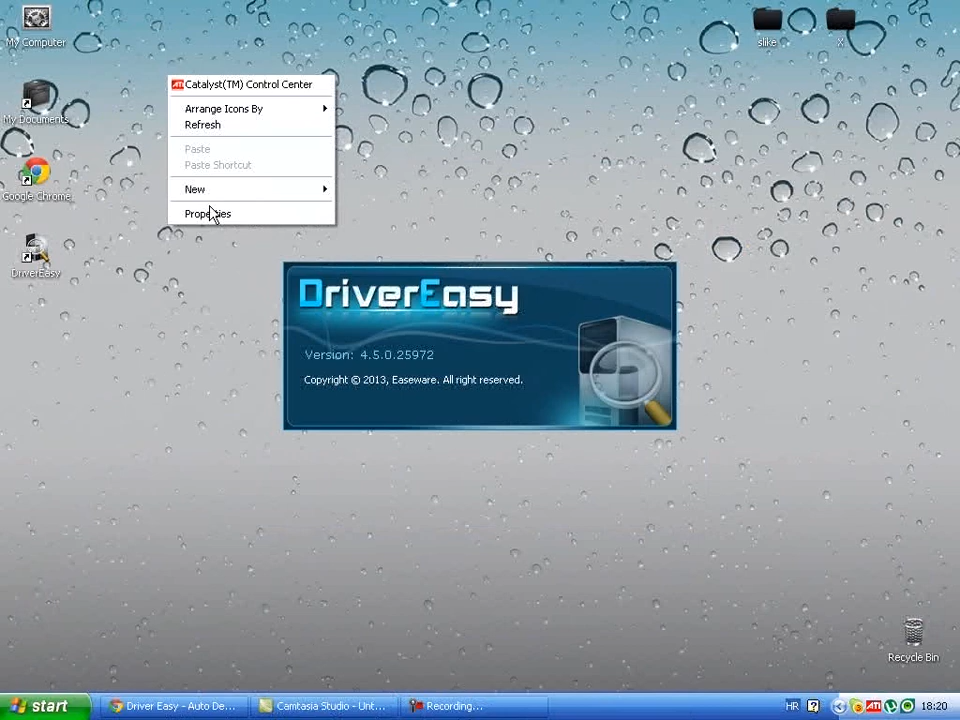 My Computer
slike
X
My Documents
Google Chrome
DriverEasy
ATI Catalyst(TM) Control Center
Arrange Icons By
Refresh
Paste
Paste Shortcut
New
Properties
DriverEasy
Version: 4.5.0.25972
Copyright © 2013, Easeware. All right reserved.
Recycle Bin
start
Driver Easy - Auto De...
Camtasia Studio - Unt...
Recording...
HR
ATI
18:20